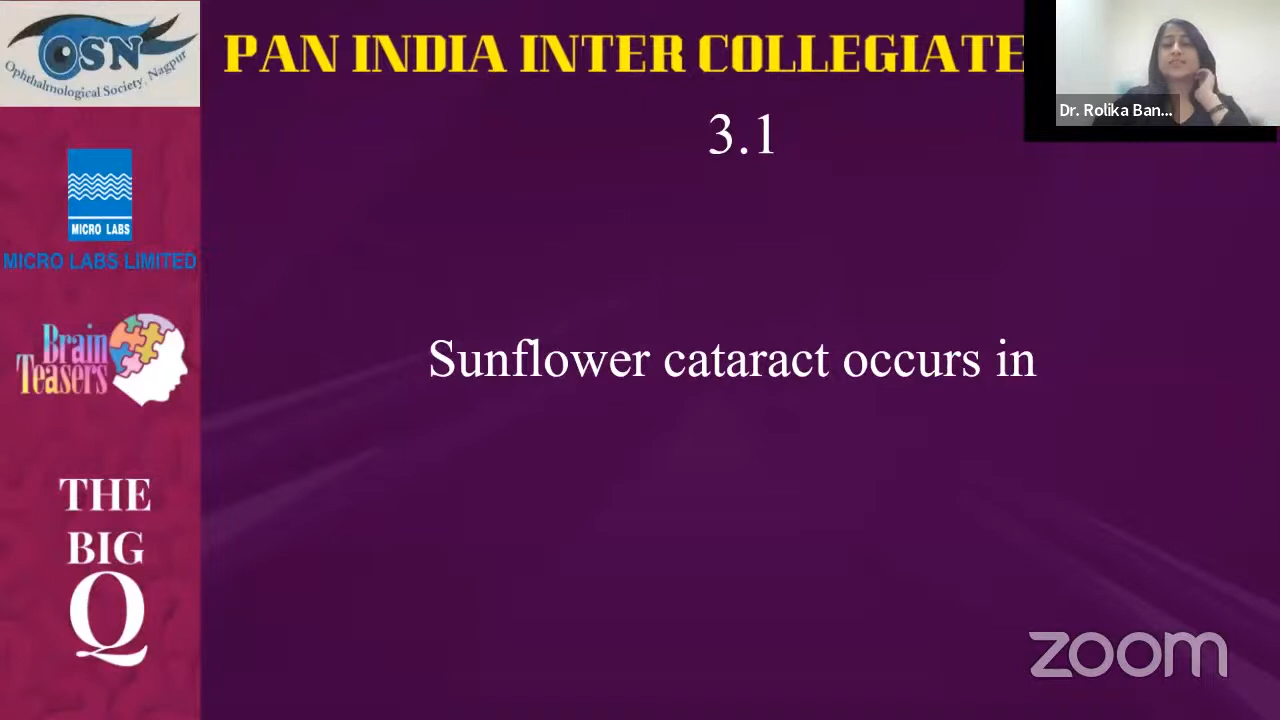 OSN
Ophthalmological Society, Nagpur
PAN INDIA INTER COLLEGIATE
Dr. Rolika Ban...
3.1
MICRO LABS
MICRO LABS LIMITED
Brain
Teasers
Sunflower cataract occurs in
THE
BIG
Q
zoom